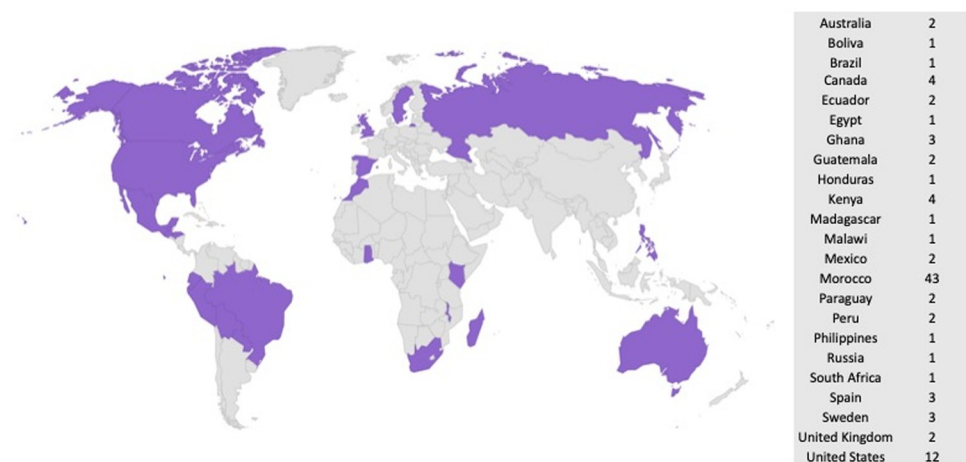 Australia 2
Boliva 1
Brazil 1
Canada 4
Ecuador 2
Egypt 1
Ghana 3
Guatemala 2
Honduras 1
Kenya 4
Madagascar 1
Malawi 1
Mexico 2
Morocco 43
Paraguay 2
Peru 2
Philippines 1
Russia 1
South Africa 1
Spain 3
Sweden 3
United Kingdom 2
United States 12